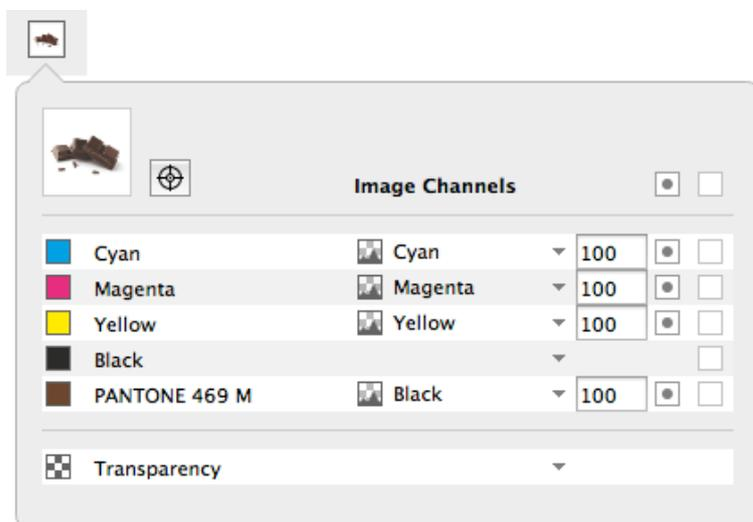 Image Channels
Cyan Cyan 100
Magenta Magenta 100
Yellow Yellow 100
Black
PANTONE 469 M Black 100
Transparency